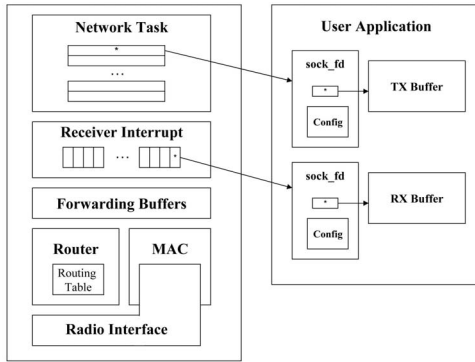 Network Task
*
...
Receiver Interrupt
... *
Forwarding Buffers
Router
Routing
Table
MAC
Radio Interface
User Application
sock_fd
*
Config
TX Buffer
sock_fd
*
Config
RX Buffer